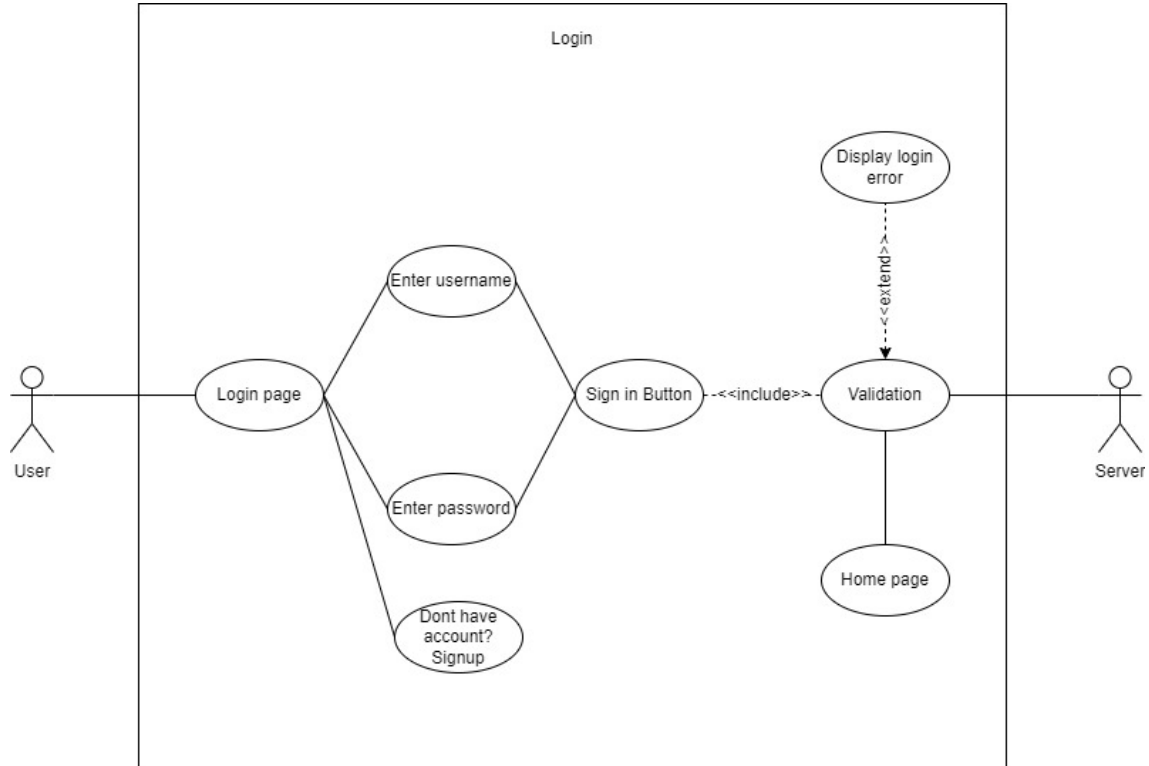 Login
Display login
error
<<extend>>
Enter username
Login page
Sign in Button
<<include>>
Validation
User
Server
Enter password
Home page
Dont have
account?
Signup